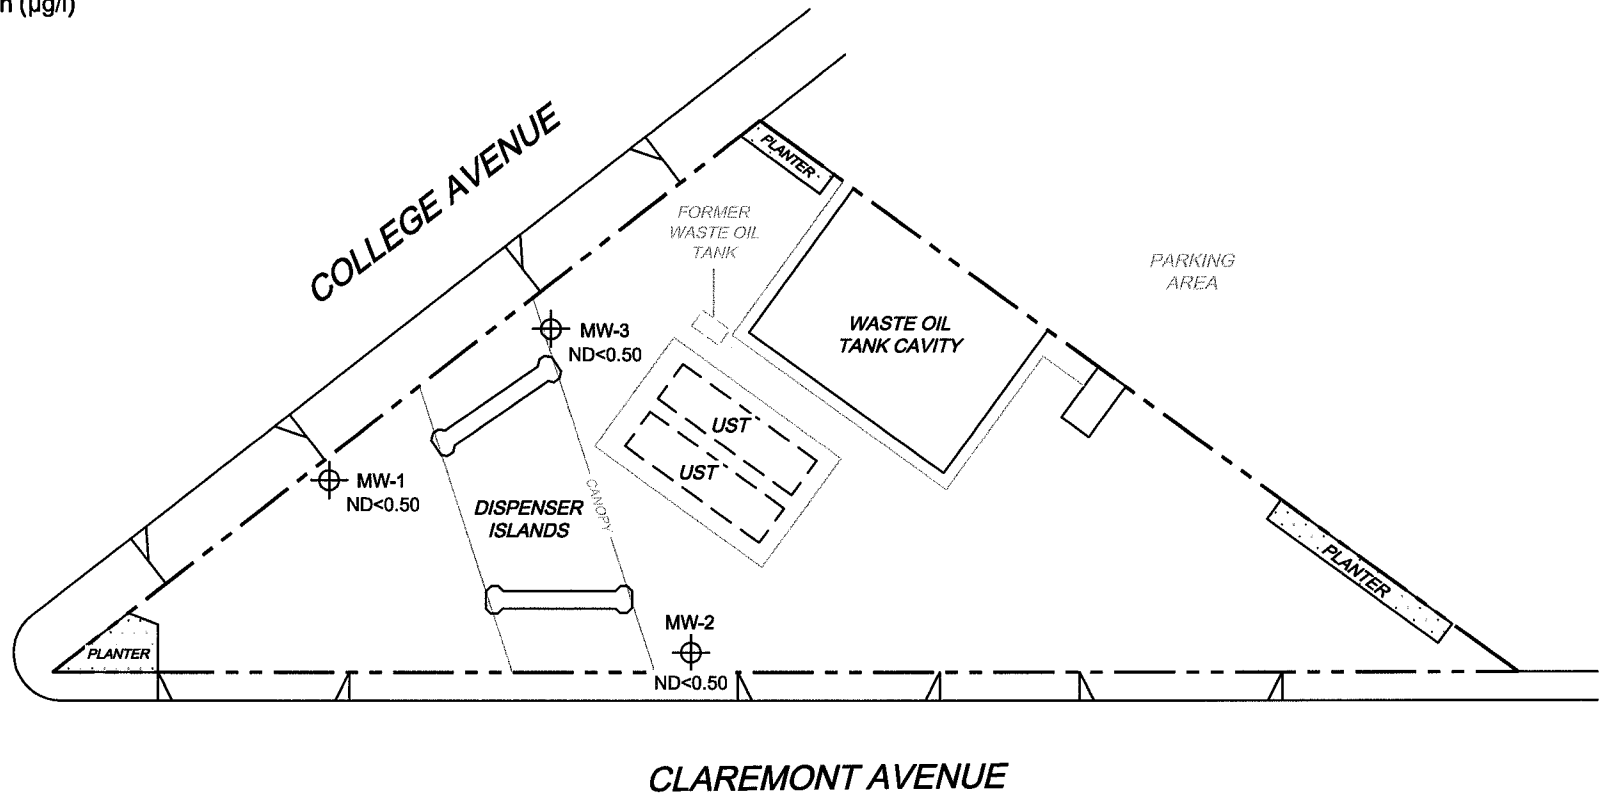 n (µg/l)
COLLEGE AVENUE
PLANTER
FORMER
WASTE OIL
TANK
PARKING
AREA
MW-3
ND<0.50
WASTE OIL
TANK CAVITY
UST
UST
MW-1
ND<0.50
CANOPY
DISPENSER
ISLANDS
PLANTER
MW-2
ND<0.50
PLANTER
CLAREMONT AVENUE